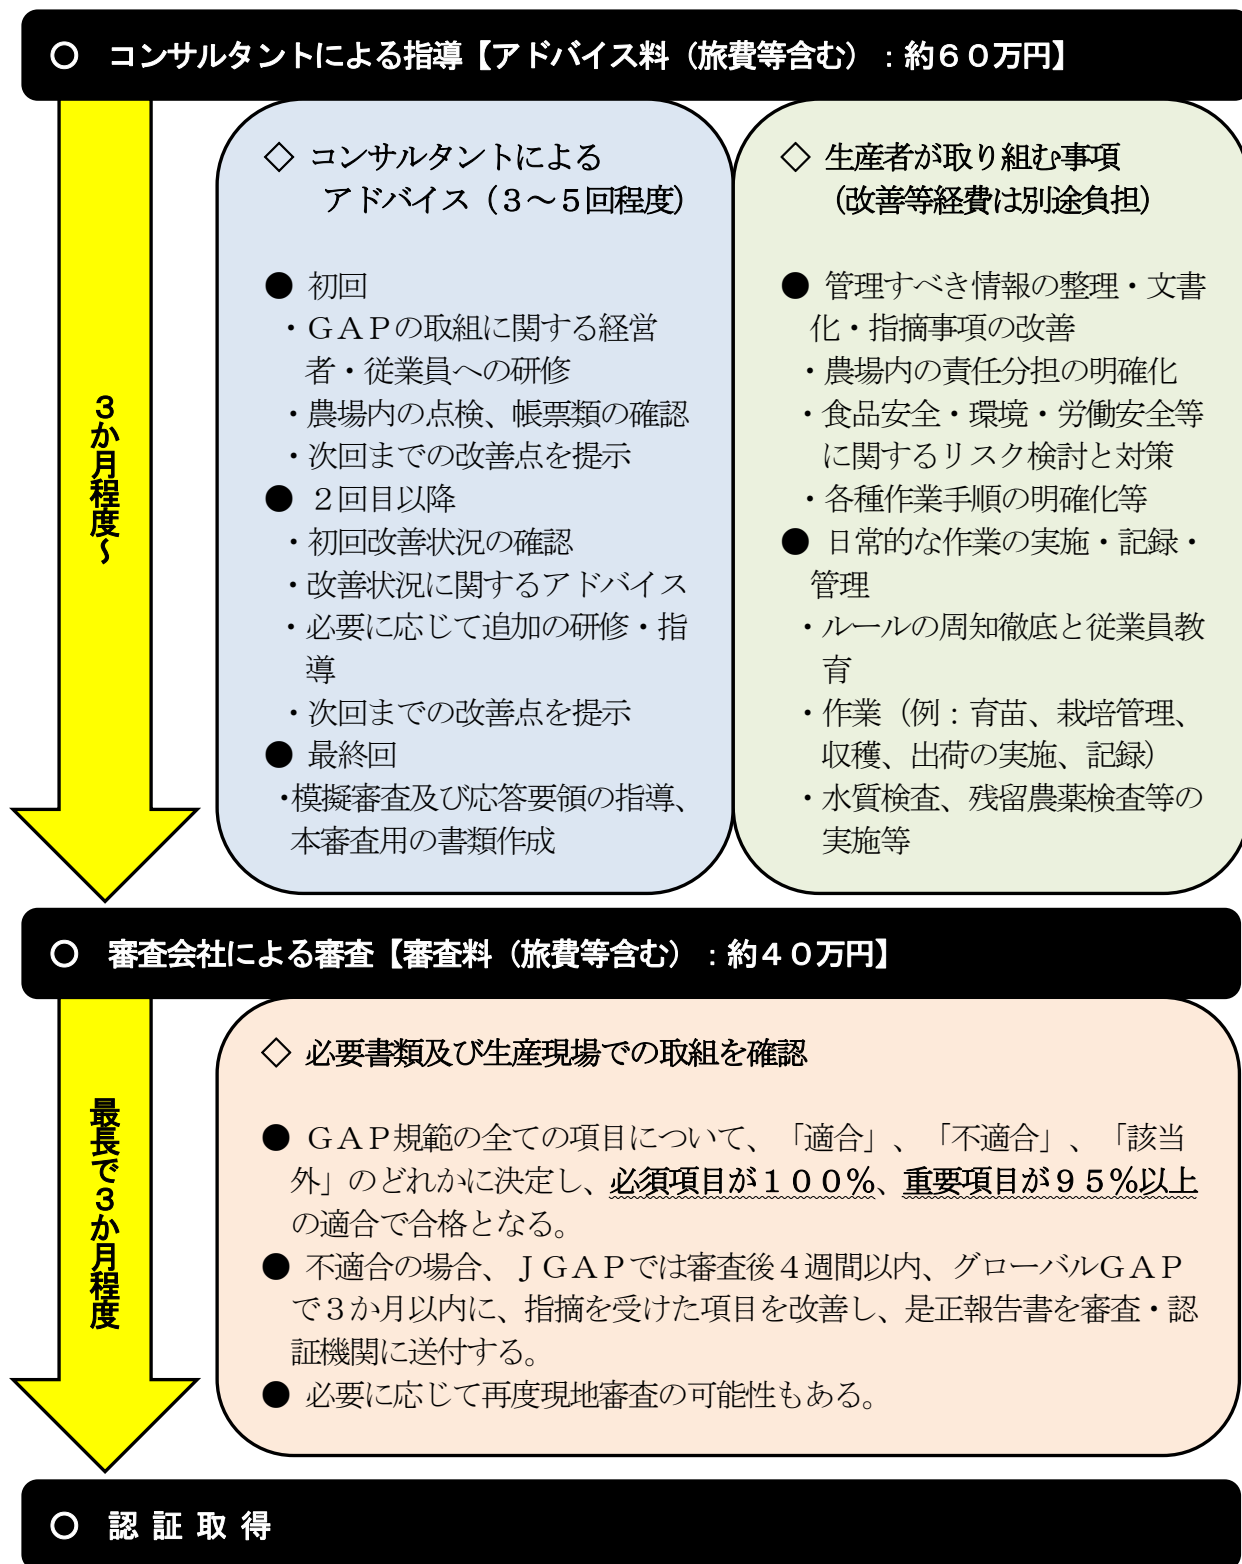 ○　コンサルタントによる指導【アドバイス料（旅費等含む）：約６０万円】
３か月程度～
◇ コンサルタントによる
アドバイス（３～５回程度）
● 初回
・ＧＡＰの取組に関する経営
者・従業員への研修
・農場内の点検、帳票類の確認
・次回までの改善点を提示
● ２回目以降
・初回改善状況の確認
・改善状況に関するアドバイス
・必要に応じて追加の研修・指
導
・次回までの改善点を提示
● 最終回
・模擬審査及び応答要領の指導、
本審査用の書類作成
◇ 生産者が取り組む事項
（改善等経費は別途負担）
● 管理すべき情報の整理・文書
化・指摘事項の改善
・農場内の責任分担の明確化
・食品安全・環境・労働安全等
に関するリスク検討と対策
・各種作業手順の明確化等
● 日常的な作業の実施・記録・
管理
・ルールの周知徹底と従業員教
育
・作業（例：育苗、栽培管理、
収穫、出荷の実施、記録）
・水質検査、残留農薬検査等の
実施等
○　審査会社による審査【審査料（旅費等含む）：約４０万円】
最長で３か月程度
◇ 必要書類及び生産現場での取組を確認
● ＧＡＰ規範の全ての項目について、「適合」、「不適合」、「該当
外」のどれかに決定し、必須項目が１００％、重要項目が９５％以上
の適合で合格となる。
● 不適合の場合、ＪＧＡＰでは審査後４週間以内、グローバルＧＡＰ
で３か月以内に、指摘を受けた項目を改善し、是正報告書を審査・認
証機関に送付する。
● 必要に応じて再度現地審査の可能性もある。
○　認 証 取 得